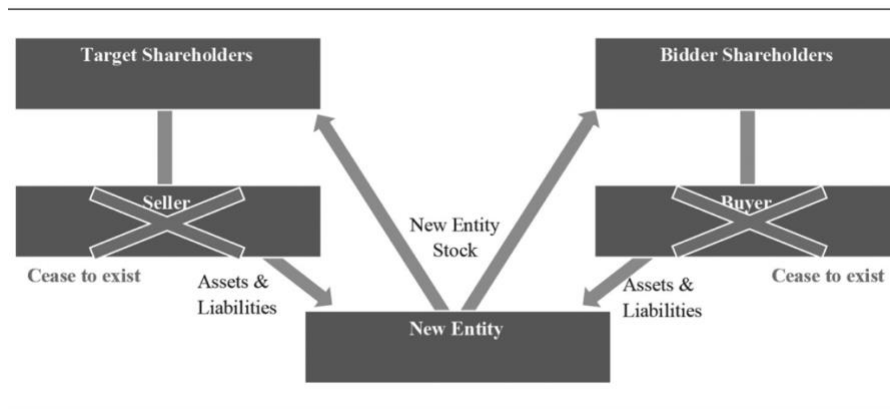 Target Shareholders
Bidder Shareholders
Seller
Buyer
New Entity
Stock
Cease to exist
Assets &
Liabilities
Assets &
Liabilities
Cease to exist
New Entity